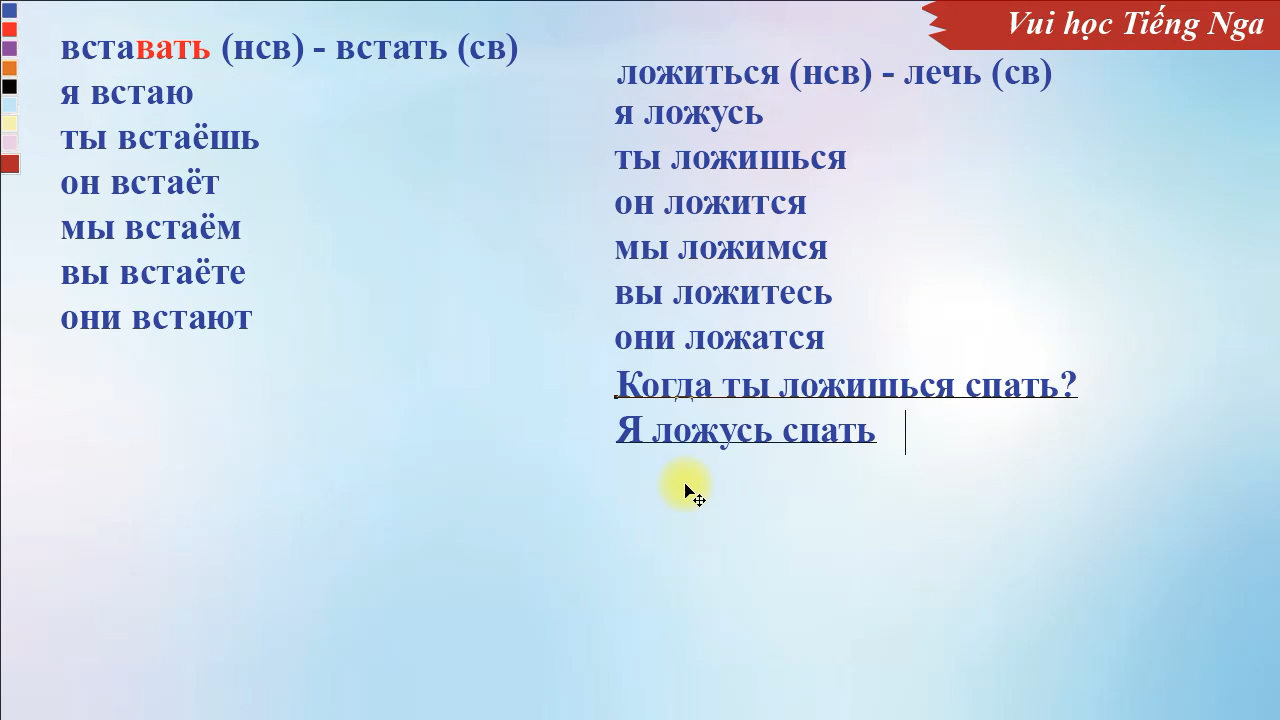 Vui học Tiếng Nga
вставать (нсв) - встать (св)
я встаю
ты встаёшь
он встаёт
мы встаём
вы встаёте
они встают
ложиться (нсв) - лечь (св)
я ложусь
ты ложишься
он ложится
мы ложимся
вы ложитесь
они ложатся
Когда ты ложишься спать?
Я ложусь спать